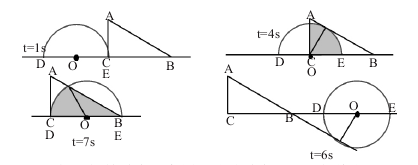 A
t=1s
D O C B
E
A
t=4s
D C E B
O
A
C O B
D E
t=7s
A
C B D O E
t=6s